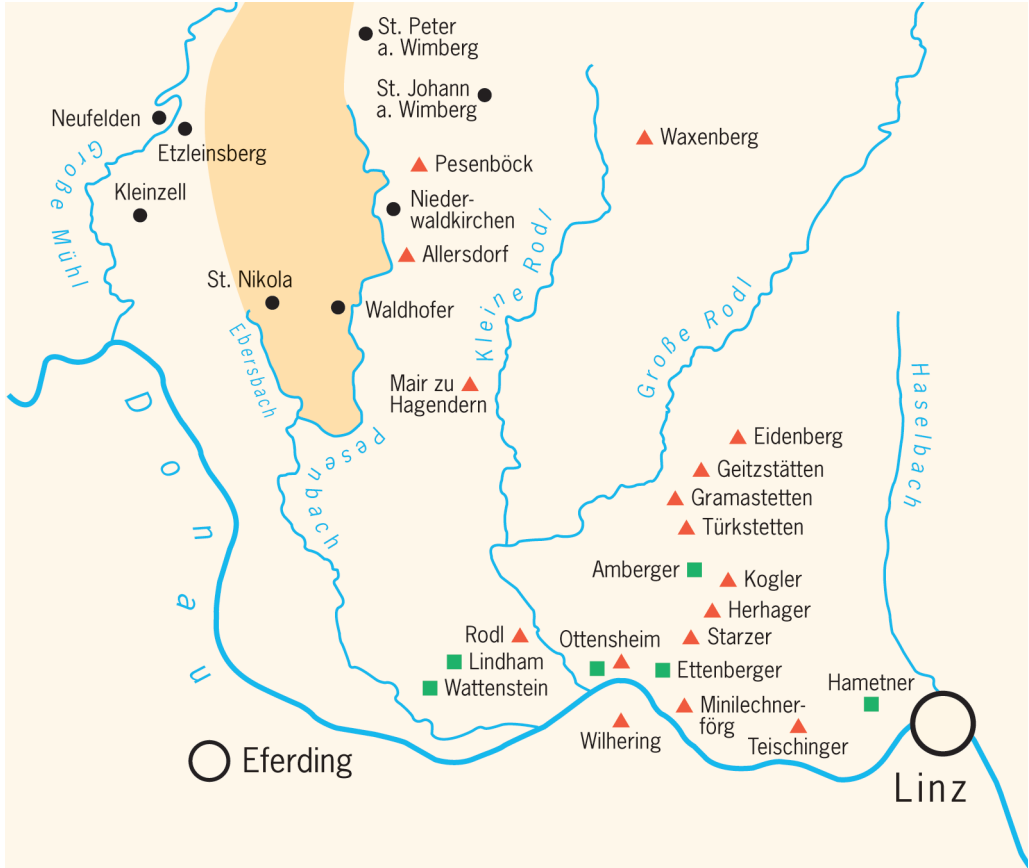 St. Peter
a. Wimberg
St. Johann
a. Wimberg
Neufelden
Etzleinsberg
Waxenberg
Große Mühl
Pesenböck
Kleinzell
Nieder-
waldkirchen
Kleine Rodl
Allersdorf
St. Nikola
Waldhofer
Große Rodl
Ebersbach
Haselbach
Mair zu
Hagendern
Donau
Pesenbach
Eidenberg
Geitzstätten
Gramastetten
Türkstetten
Amberger
Kogler
Herhager
Rodl
Ottensheim
Starzer
Lindham
Ettenberger
Wattenstein
Hametner
Minilechner-
förg
Wilhering
Teischinger
Eferding
Linz